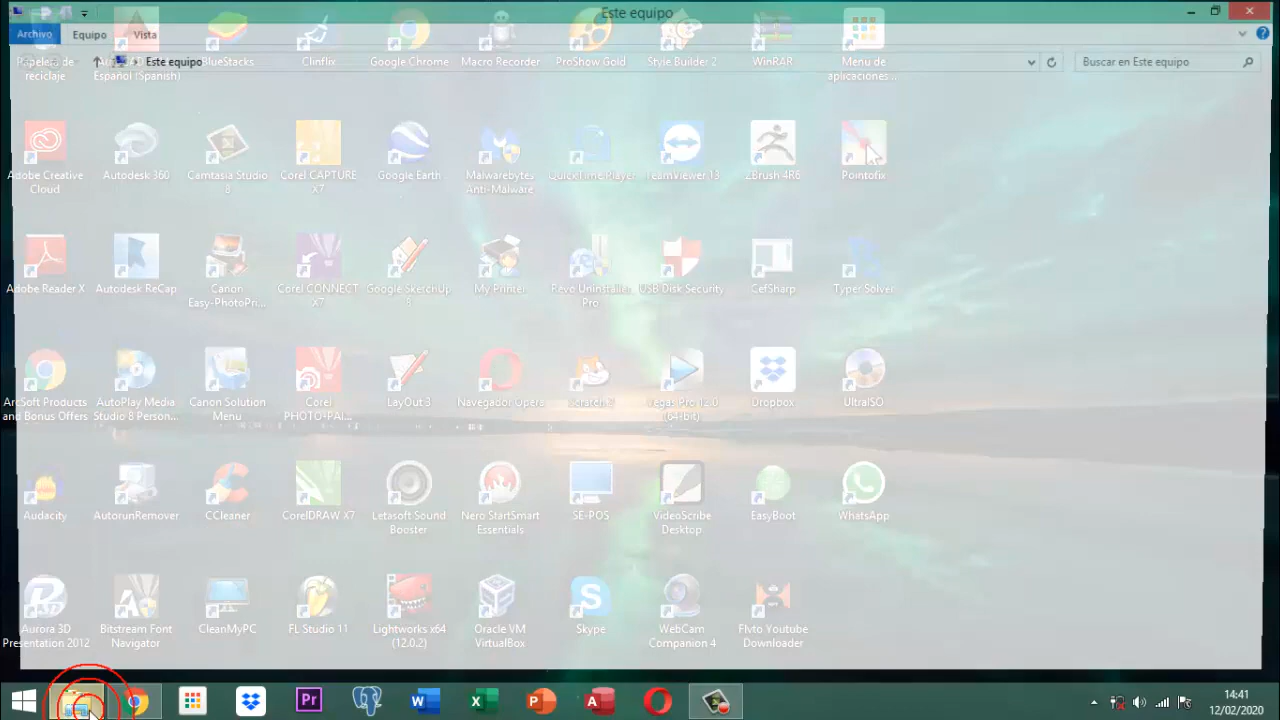 Este equipo
Archivo
Equipo
Vista
Este equipo
Buscar en Este equipo
Papelera de
reciclaje
Español (Spanish)
BlueStacks
Clinflix
Google Chrome
Macro Recorder
ProShow Gold
Style Builder 2
WinRAR
Menu de
aplicaciones...
Adobe Creative
Cloud
Autodesk 360
Camtasia Studio
8
Corel CAPTURE
X7
Google Earth
Malwarebytes
Anti-Malware
QuickTime Player
TeamViewer 13
ZBrush 4R6
Pointofix
Adobe Reader X
Autodesk ReCap
Canon
Easy-PhotoPri...
Corel CONNECT
X7
Google SketchUp
8
My Printer
Revo Uninstaller
Pro
USB Disk Security
CefSharp
Typer Solver
ArcSoft Products
and Bonus Offers
AutoPlay Media
Studio 8 Person...
Canon Solution
Menu
Corel
PHOTO-PAI...
LayOut 3
Navegador Opera
Scratch 2
Vegas Pro 12.0
(64-bit)
Dropbox
UltraISO
Audacity
AutorunRemover
CCleaner
CorelDRAW X7
Letasoft Sound
Booster
Nero StartSmart
Essentials
SE-POS
VideoScribe
Desktop
EasyBoot
WhatsApp
Aurora 3D
Presentation 2012
Bitstream Font
Navigator
CleanMyPC
FL Studio 11
Lightworks x64
(12.0.2)
Oracle VM
VirtualBox
Skype
WebCam
Companion 4
Flvto Youtube
Downloader
14:41
12/02/2020